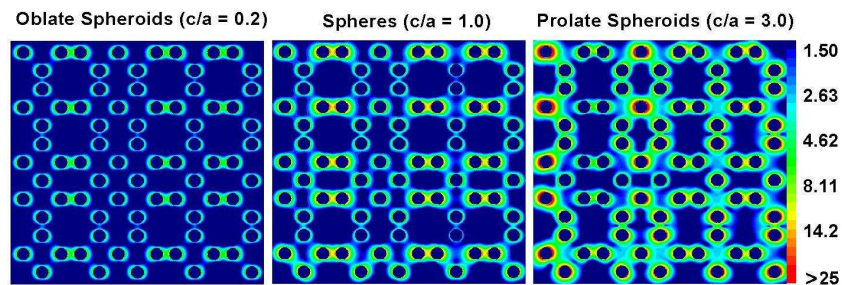 Oblate Spheroids (c/a = 0.2)
Spheres (c/a = 1.0)
Prolate Spheroids (c/a = 3.0)
1.50
2.63
4.62
8.11
14.2
>25